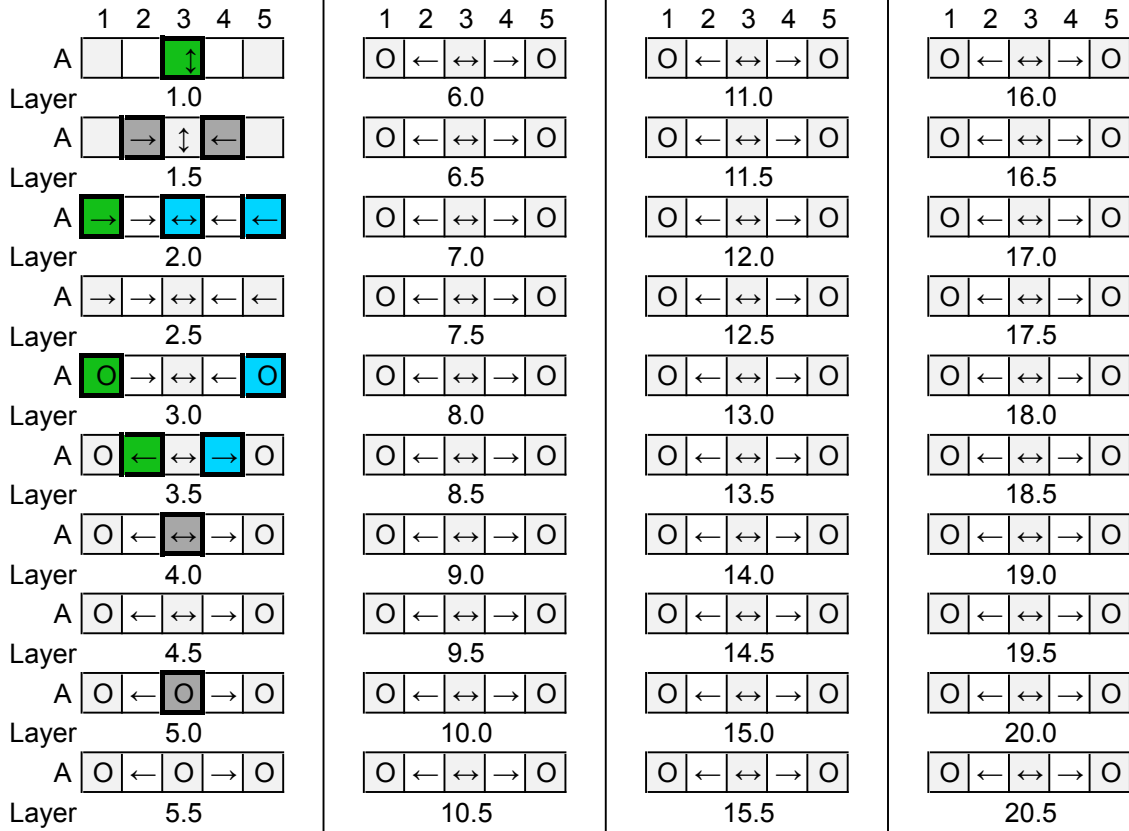 1 2 3 4 5 1 2 3 4 5 1 2 3 4 5 1 2 3 4 5
A ↕ O ← ↔ → O O ← ↔ → O O ← ↔ → O
Layer 1.0 6.0 11.0 16.0
A → ↕ ← O ← ↔ → O O ← ↔ → O O ← ↔ → O
Layer 1.5 6.5 11.5 16.5
A → → ↔ ← ← O ← ↔ → O O ← ↔ → O O ← ↔ → O
Layer 2.0 7.0 12.0 17.0
A → → ↔ ← ← O ← ↔ → O O ← ↔ → O O ← ↔ → O
Layer 2.5 7.5 12.5 17.5
A O → ↔ ← O O ← ↔ → O O ← ↔ → O O ← ↔ → O
Layer 3.0 8.0 13.0 18.0
A O ← ↔ → O O ← ↔ → O O ← ↔ → O O ← ↔ → O
Layer 3.5 8.5 13.5 18.5
A O ← ↔ → O O ← ↔ → O O ← ↔ → O O ← ↔ → O
Layer 4.0 9.0 14.0 19.0
A O ← ↔ → O O ← ↔ → O O ← ↔ → O O ← ↔ → O
Layer 4.5 9.5 14.5 19.5
A O ← O → O O ← ↔ → O O ← ↔ → O O ← ↔ → O
Layer 5.0 10.0 15.0 20.0
A O ← O → O O ← ↔ → O O ← ↔ → O O ← ↔ → O
Layer 5.5 10.5 15.5 20.5